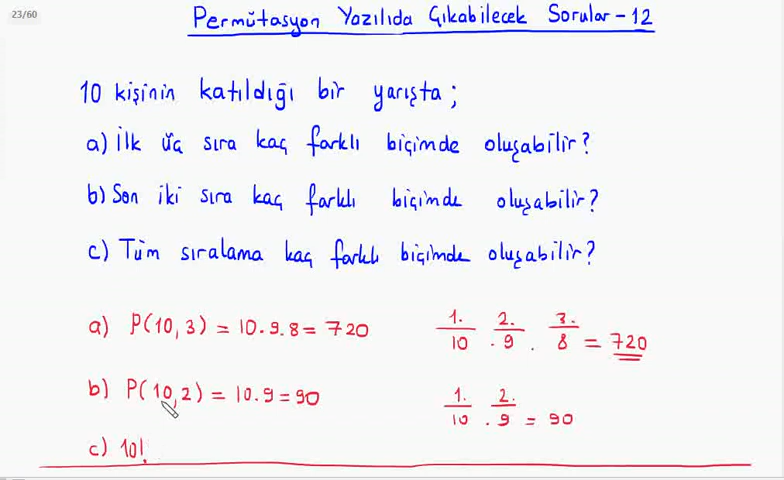 23/60
Permütasyon Yazılıda Çıkabilecek Sorular - 12
10 kişinin katıldığı bir yarışta;
a) İlk üç sıra kaç farklı biçimde oluşabilir?
b) Son iki sıra kaç farklı biçimde oluşabilir?
c) Tüm sıralama kaç farklı biçimde oluşabilir?
a) P(10,3) = 10.9.8 = 720
1. 2. 3.
10 . 9 . 8 = 720
b) P(10,2) = 10.9 = 90
1. 2.
10 . 9 = 90
c) 10!